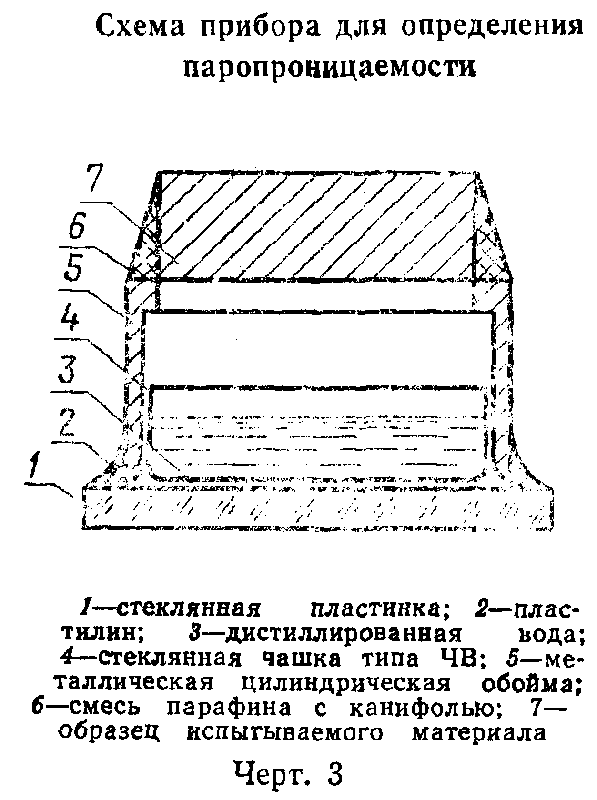 Схема прибора для определения
паропроницаемости
7
6
5
4
3
2
1
1—стеклянная пластинка; 2—плас-
тилин; 3—дистиллированная вода;
4—стеклянная чашка типа ЧВ; 5—ме-
таллическая цилиндрическая обойма;
6—смесь парафина с канифолью; 7—
образец испытываемого материала
Черт. 3